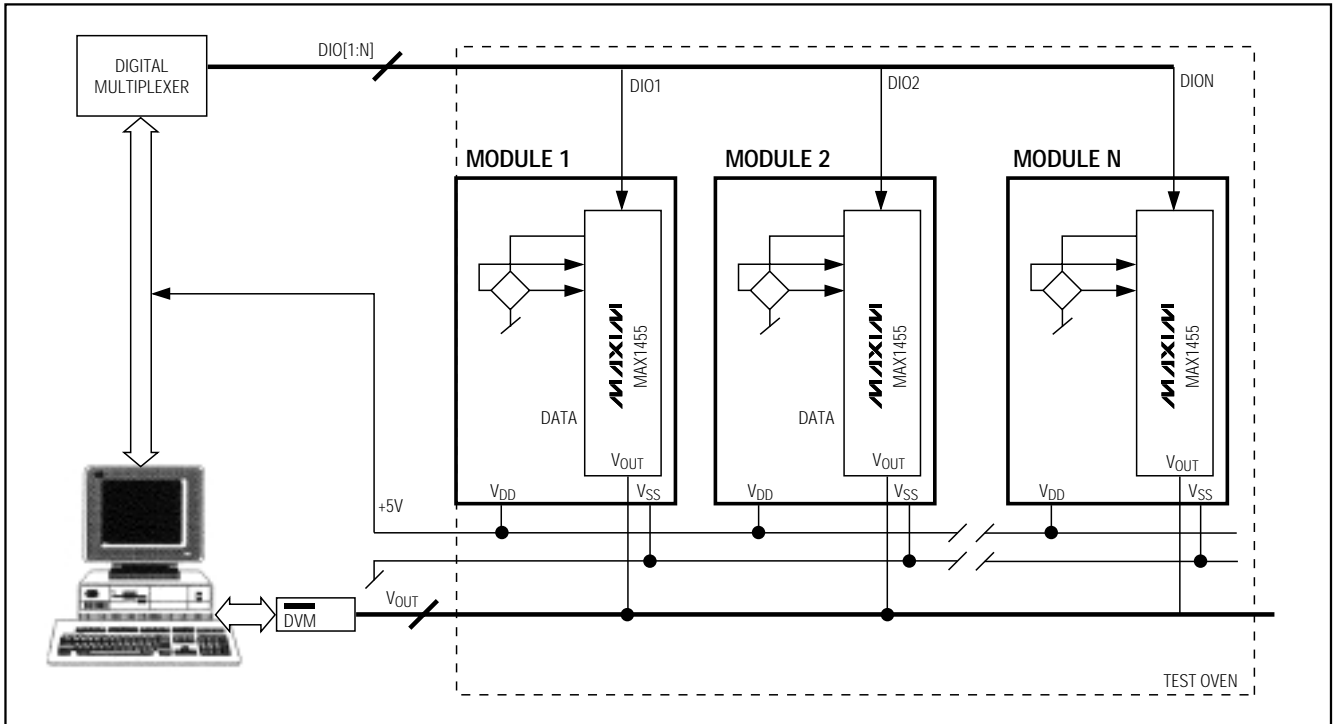 DIGITAL
MULTIPLEXER
DIO[1:N]
DIO1
DIO2
DION
MODULE 1
MODULE 2
MODULE N
MAXIM
MAX1455
MAXIM
MAX1455
MAXIM
MAX1455
DATA
DATA
VOUT
VOUT
VOUT
VDD
VSS
VDD
VSS
VDD
VSS
+5V
VOUT
DVM
TEST OVEN